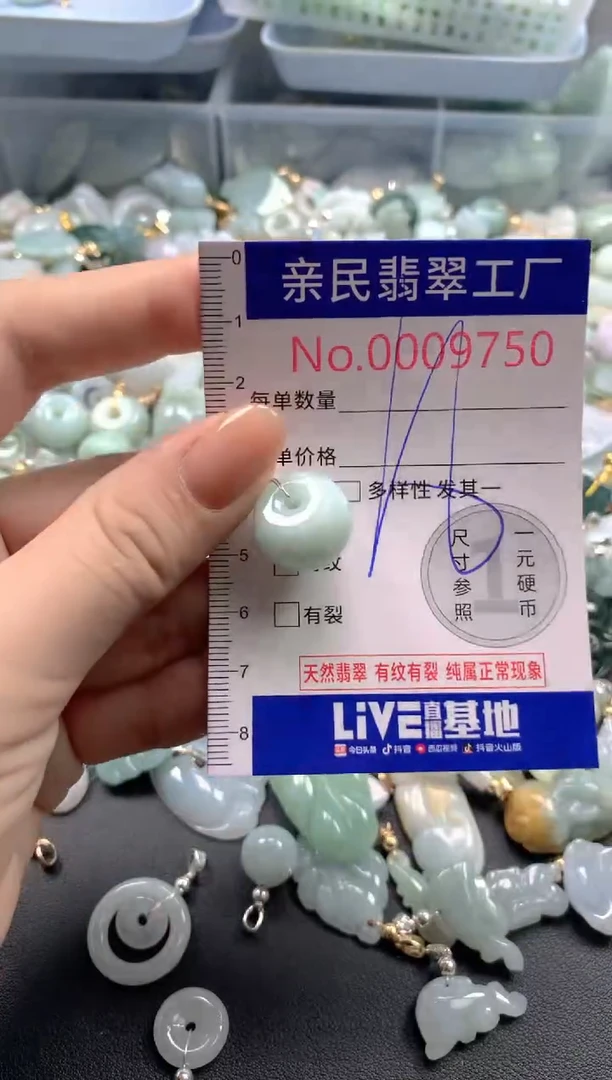 0
亲民翡翠工厂
1
No.0009750
2
每单数量
单价格
多样性发其一
5
纹
尺寸参照
一元硬币
1
6
有裂
7
天然翡翠 有纹有裂 纯属正常现象
8
LiVE直播基地
今日头条 抖音 西瓜视频 抖音火山版